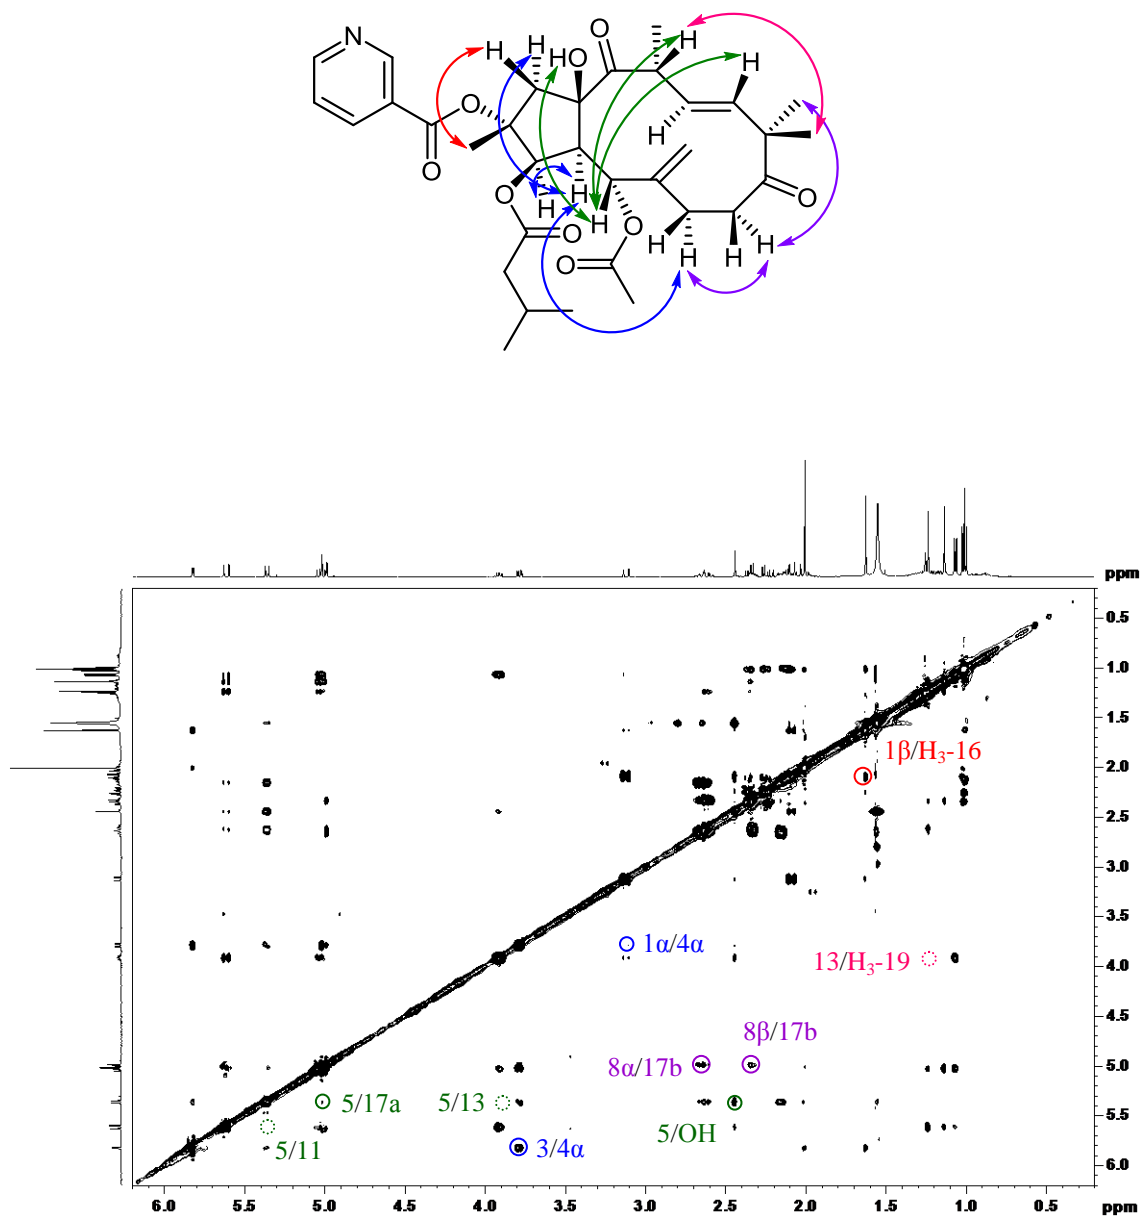 O
H
H
H
OH
H
H
N
O
H
O
O
O
H
H
O
H
O
O
H
H
H
O
H
ppm
0.5
1.0
1.5
1β/H3-16
2.0
2.5
3.0
3.5
1α/4α
13/H3-19
4.0
4.5
8β/17b
8α/17b
5.0
5/17a
5/13
5/OH
5.5
5/11
3/4α
6.0
6.0 5.5 5.0 4.5 4.0 3.5 3.0 2.5 2.0 1.5 1.0 0.5 ppm